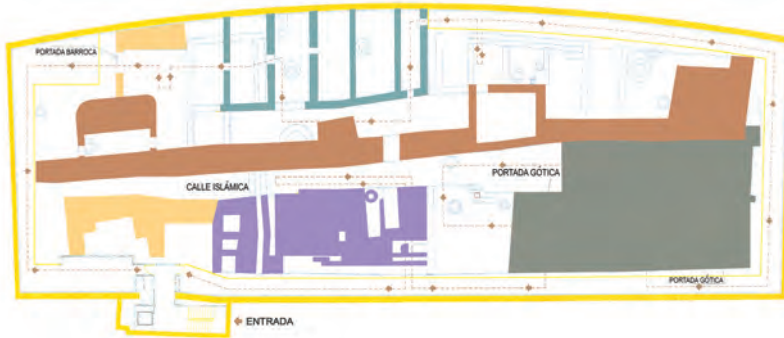 PORTADA BARROCA
CALLE ISLÁMICA
PORTADA GÓTICA
PORTADA GÓTICA
ENTRADA